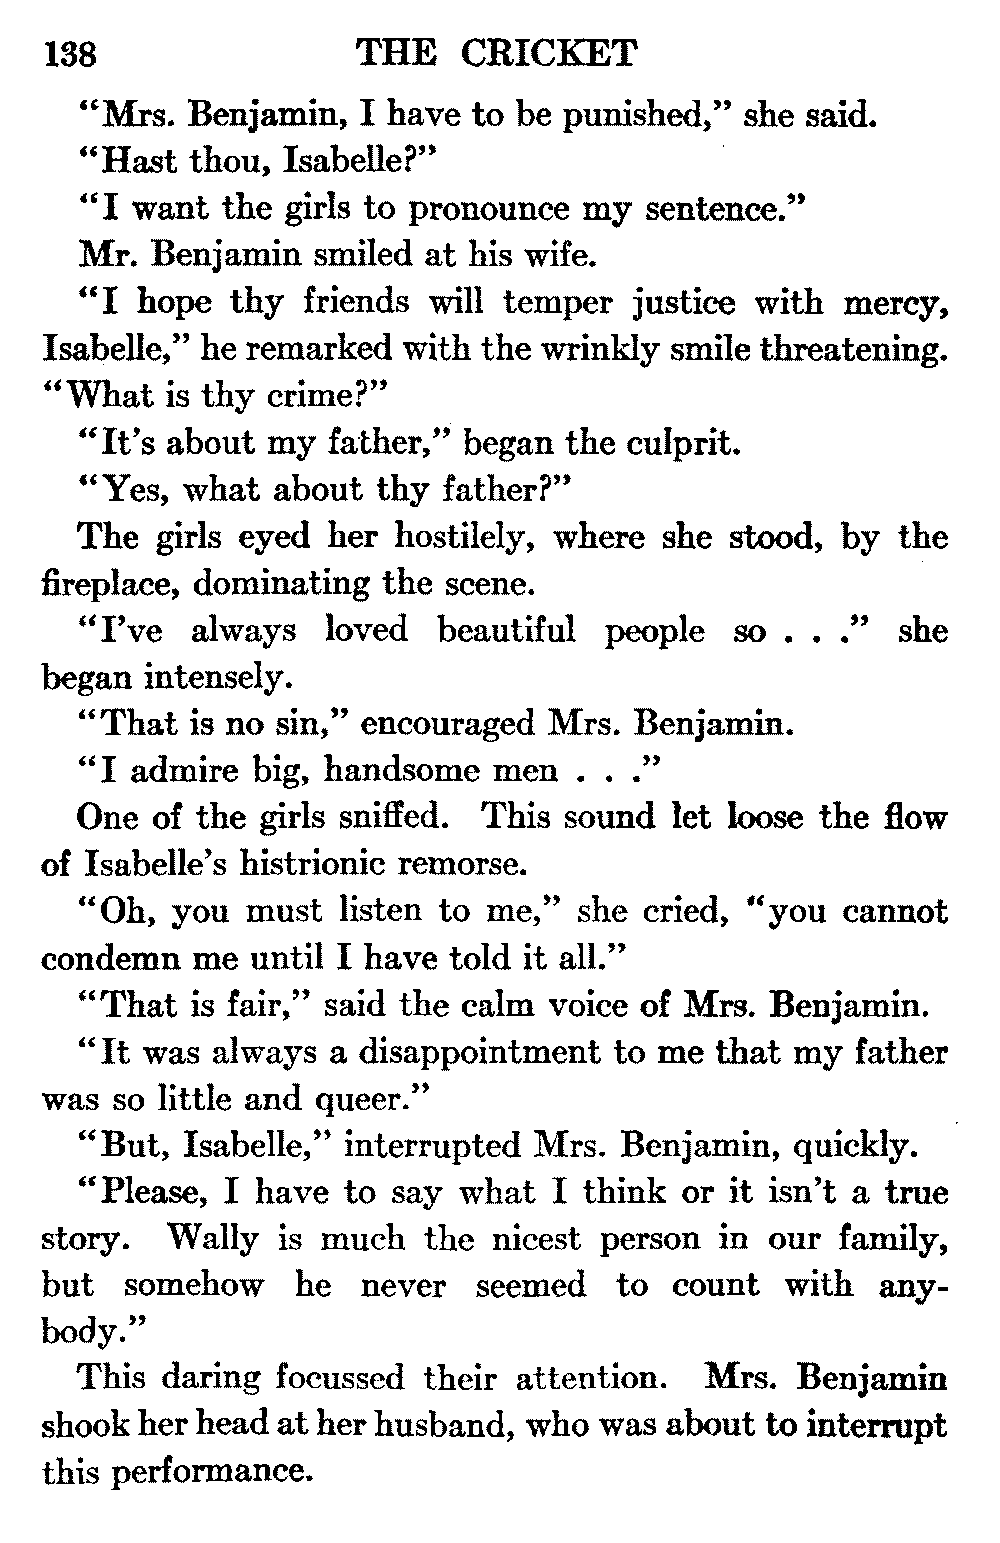 138 THE CRICKET
“Mrs. Benjamin, I have to be punished,” she said.
“Hast thou, Isabelle?”
“I want the girls to pronounce my sentence.”
Mr. Benjamin smiled at his wife.
“I hope thy friends will temper justice with mercy,
Isabelle,” he remarked with the wrinkly smile threatening.
“What is thy crime?”
“It’s about my father,” began the culprit.
“Yes, what about thy father?”
The girls eyed her hostilely, where she stood, by the
fireplace, dominating the scene.
“I’ve always loved beautiful people so . . .” she
began intensely.
“That is no sin,” encouraged Mrs. Benjamin.
“I admire big, handsome men . . .”
One of the girls sniffed. This sound let loose the flow
of Isabelle’s histrionic remorse.
“Oh, you must listen to me,” she cried, “you cannot
condemn me until I have told it all.”
“That is fair,” said the calm voice of Mrs. Benjamin.
“It was always a disappointment to me that my father
was so little and queer.”
“But, Isabelle,” interrupted Mrs. Benjamin, quickly.
“Please, I have to say what I think or it isn’t a true
story. Wally is much the nicest person in our family,
but somehow he never seemed to count with any-
body.”
This daring focussed their attention. Mrs. Benjamin
shook her head at her husband, who was about to interrupt
this performance.